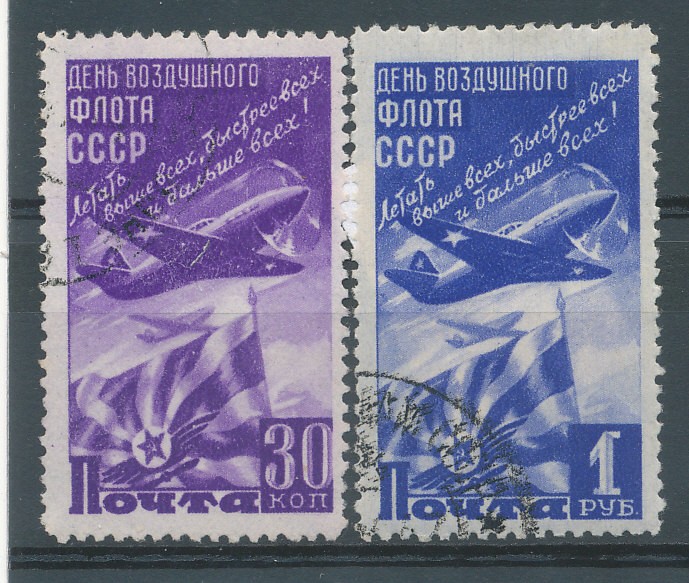 ДЕНЬ ВОЗДУШНОГО
ФЛОТА
СССР
Летать
выше всех, быстрее всех
и дальше всех!
30
КОП
Почта
ДЕНЬ ВОЗДУШНОГО
ФЛОТА
СССР
Летать
выше всех, быстрее всех
и дальше всех!
1
РУБ.
Почта